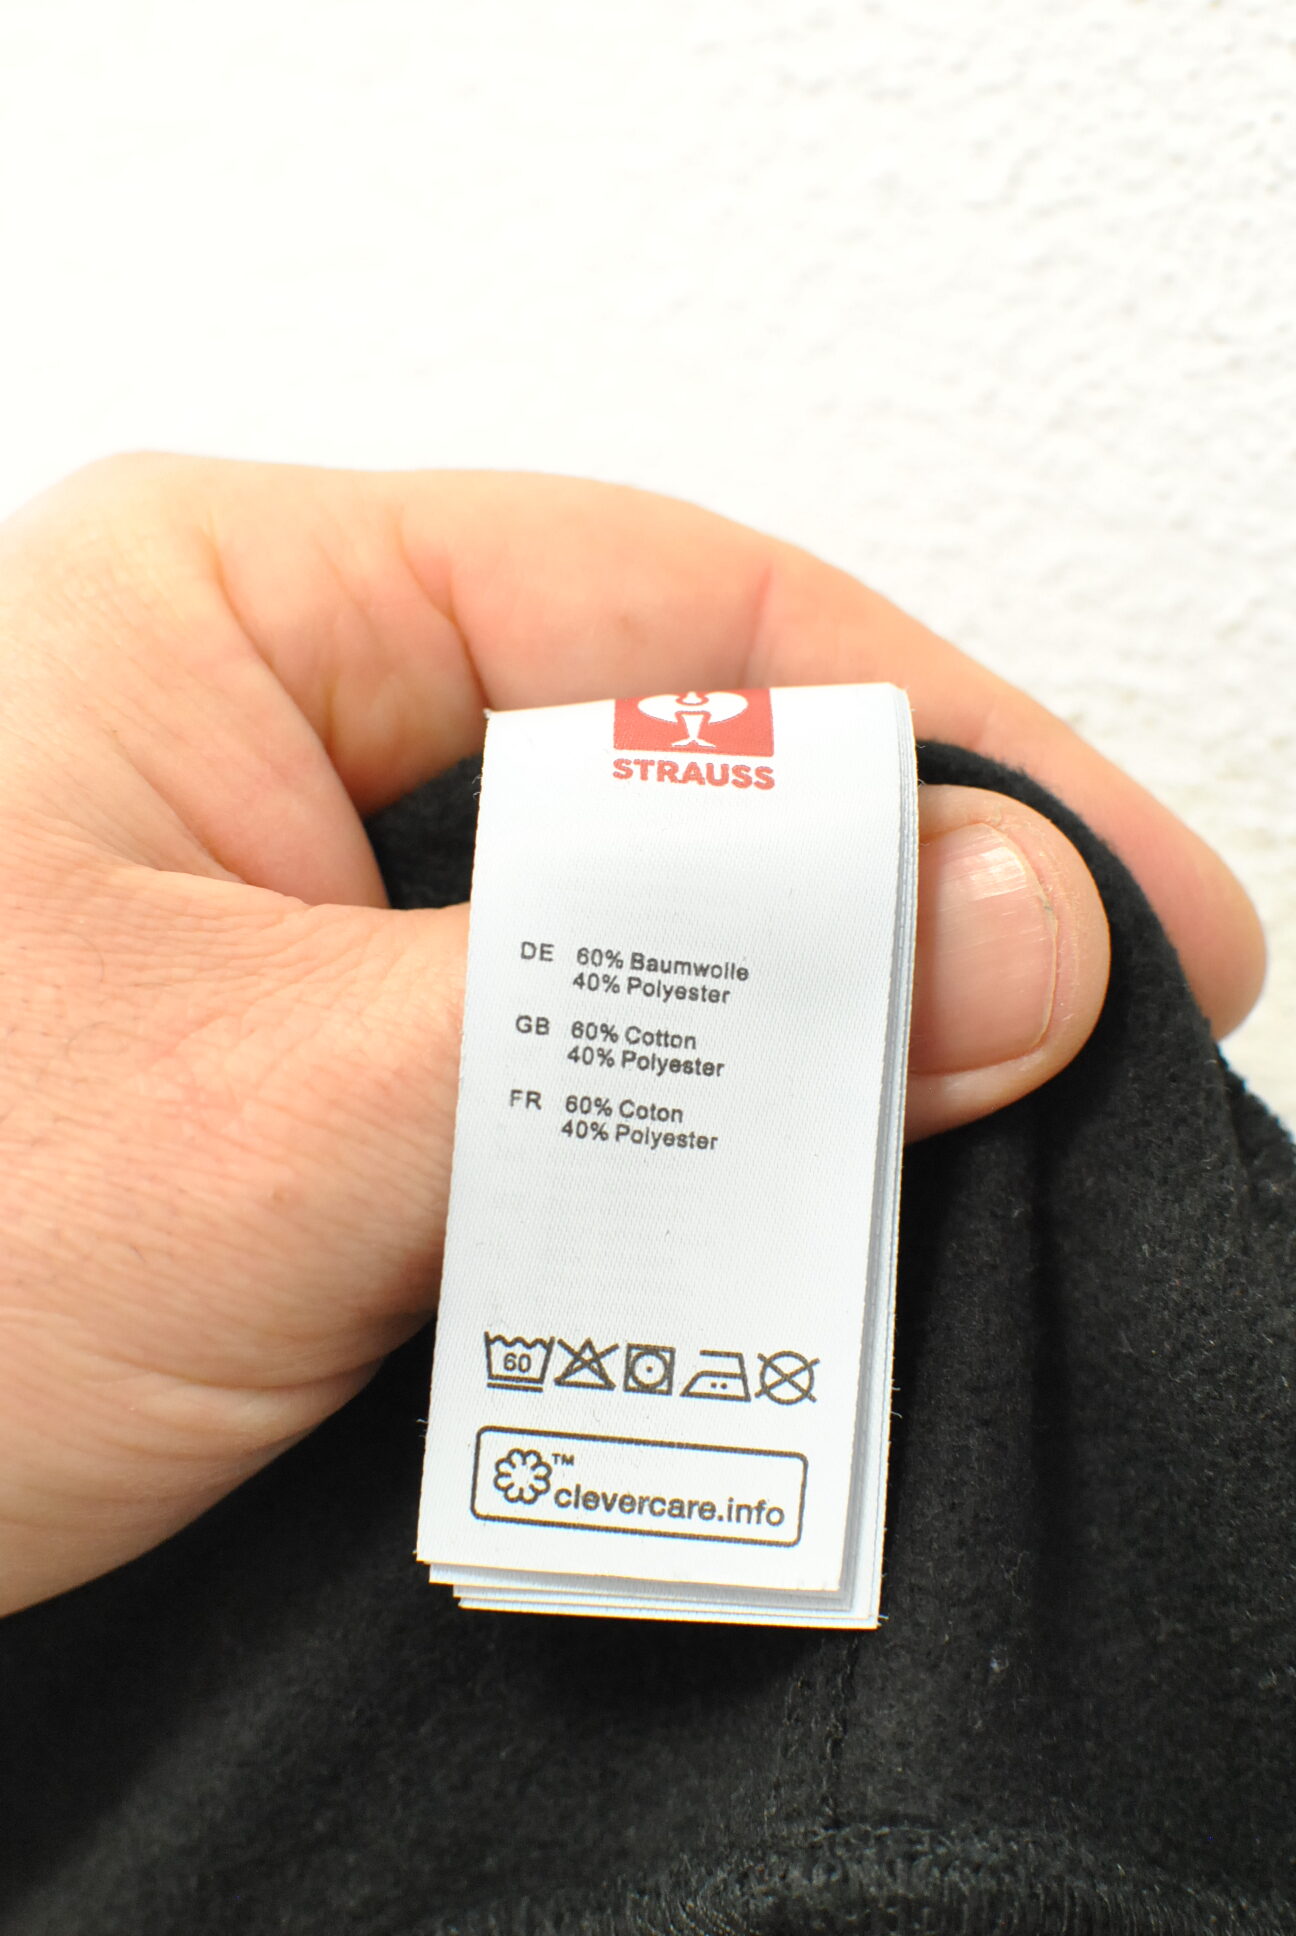 STRAUSS
DE 60% Baumwolle
40% Polyester
GB 60% Cotton
40% Polyester
FR 60% Coton
40% Polyester
60
™
clevercare.info